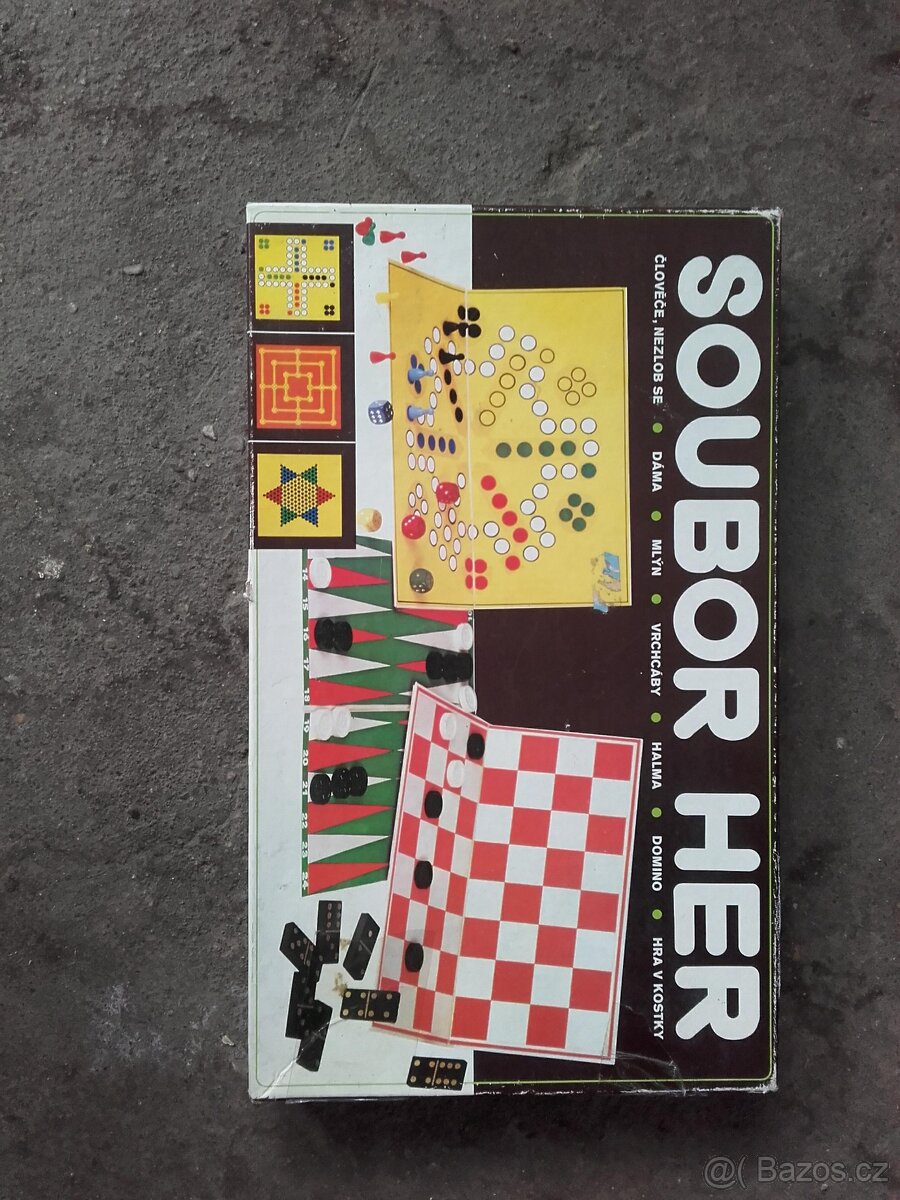 SOUBOR HER
ČLOVĚČE, NEZLOB SE • DÁMA • MLÝN • VRCHCÁBY • HALMA • DOMINO • HRA V KOSTKY
14 15 16 17 18 19 20 21 22 23 24
@( Bazos.cz